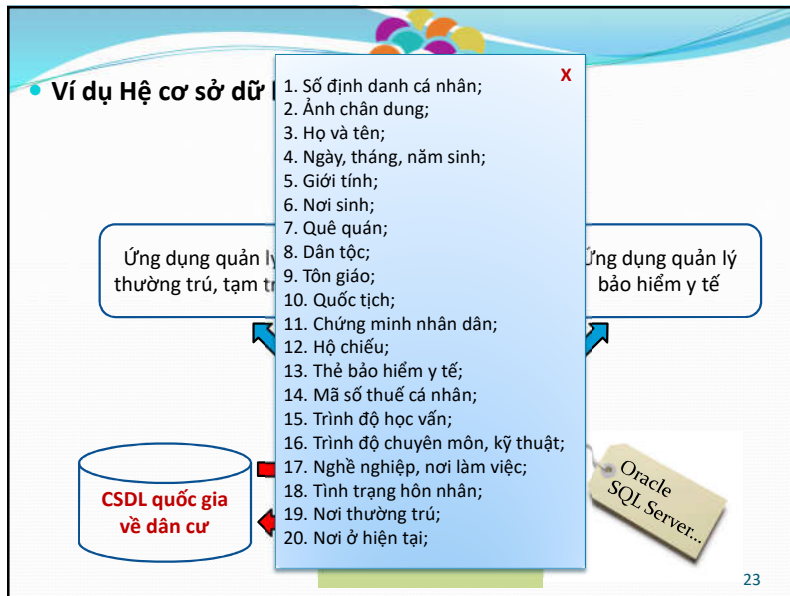 • Ví dụ Hệ cơ sở dữ
X
1. Số định danh cá nhân;
2. Ảnh chân dung;
3. Họ và tên;
4. Ngày, tháng, năm sinh;
5. Giới tính;
6. Nơi sinh;
7. Quê quán;
8. Dân tộc;
9. Tôn giáo;
10. Quốc tịch;
11. Chứng minh nhân dân;
12. Hộ chiếu;
13. Thẻ bảo hiểm y tế;
14. Mã số thuế cá nhân;
15. Trình độ học vấn;
16. Trình độ chuyên môn, kỹ thuật;
17. Nghề nghiệp, nơi làm việc;
18. Tình trạng hôn nhân;
19. Nơi thường trú;
20. Nơi ở hiện tại;
Ứng dụng quản lý
thường trú, tạm
Ứng dụng quản lý
bảo hiểm y tế
CSDL quốc gia
về dân cư
Oracle
SQL Server...
23